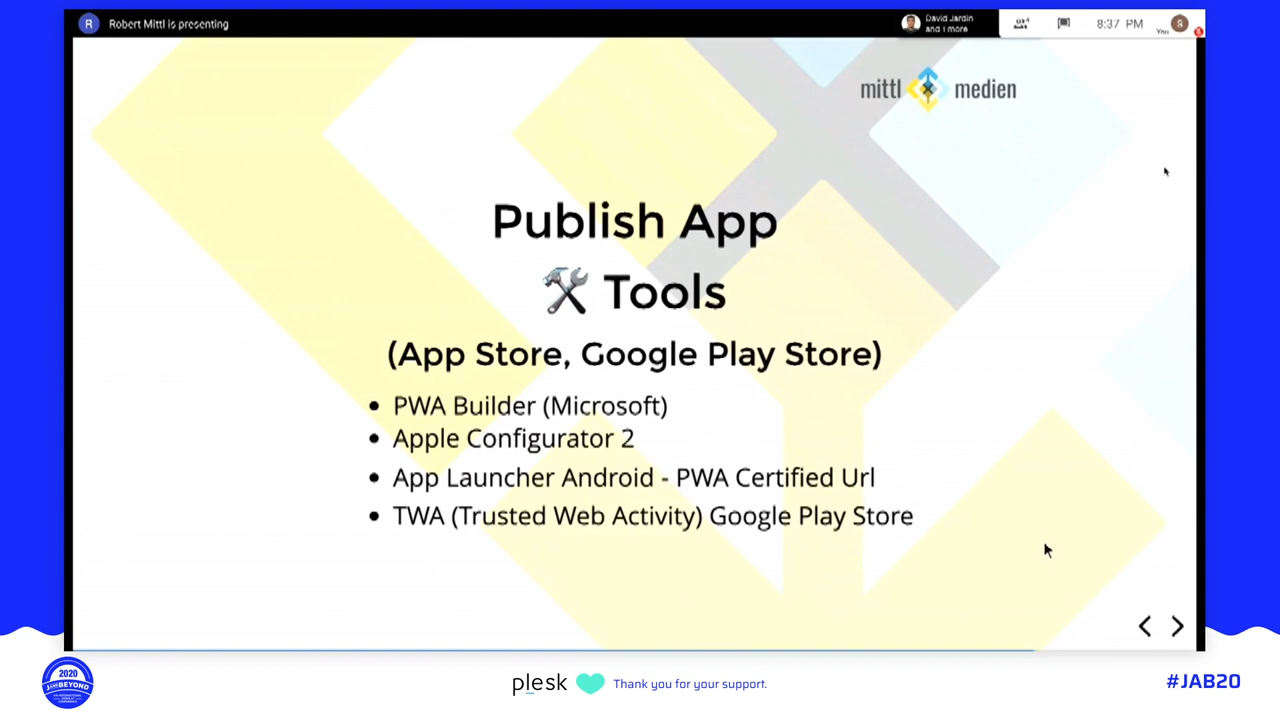 R Robert Mittl is presenting
David Jardin
and 1 more
8:37 PM
You
S
mittl medien
Publish App
Tools
(App Store, Google Play Store)
• PWA Builder (Microsoft)
• Apple Configurator 2
• App Launcher Android - PWA Certified Url
• TWA (Trusted Web Activity) Google Play Store
2020
JANDBEYOND
plesk Thank you for your support.
#JAB20